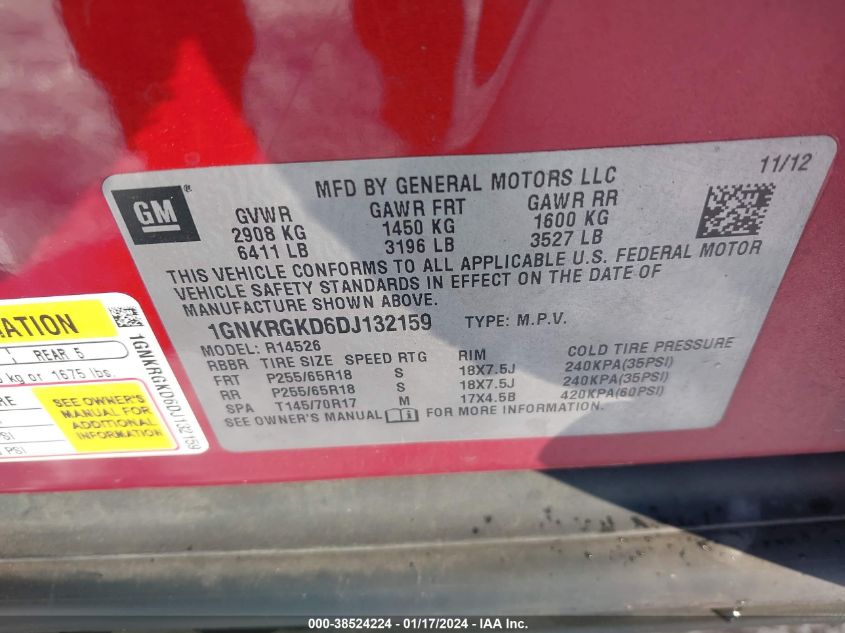 GM
®
MFD BY GENERAL MOTORS LLC
11/12
GVWR GAWR FRT GAWR RR
2908 KG 1450 KG 1600 KG
6411 LB 3196 LB 3527 LB
THIS VEHICLE CONFORMS TO ALL APPLICABLE U.S. FEDERAL MOTOR
VEHICLE SAFETY STANDARDS IN EFFECT ON THE DATE OF
MANUFACTURE SHOWN ABOVE.
1GNKRGKD6DJ132159 TYPE: M.P.V.
MODEL: R14526
RBBR TIRE SIZE SPEED RTG RIM COLD TIRE PRESSURE
FRT P255/65R18 S 18X7.5J 240KPA(35PSI)
RR P255/65R18 S 18X7.5J 240KPA(35PSI)
SPA T145/70R17 M 17X4.5B 420KPA(60PSI)
SEE OWNER'S MANUAL FOR MORE INFORMATION.
REAR 5
kg or 1675 lbs.
SEE OWNER'S
MANUAL FOR
ADDITIONAL
INFORMATION
PSI
1GNKRGKD6DJ132159
000-38524224 - 01/17/2024 - IAA Inc.